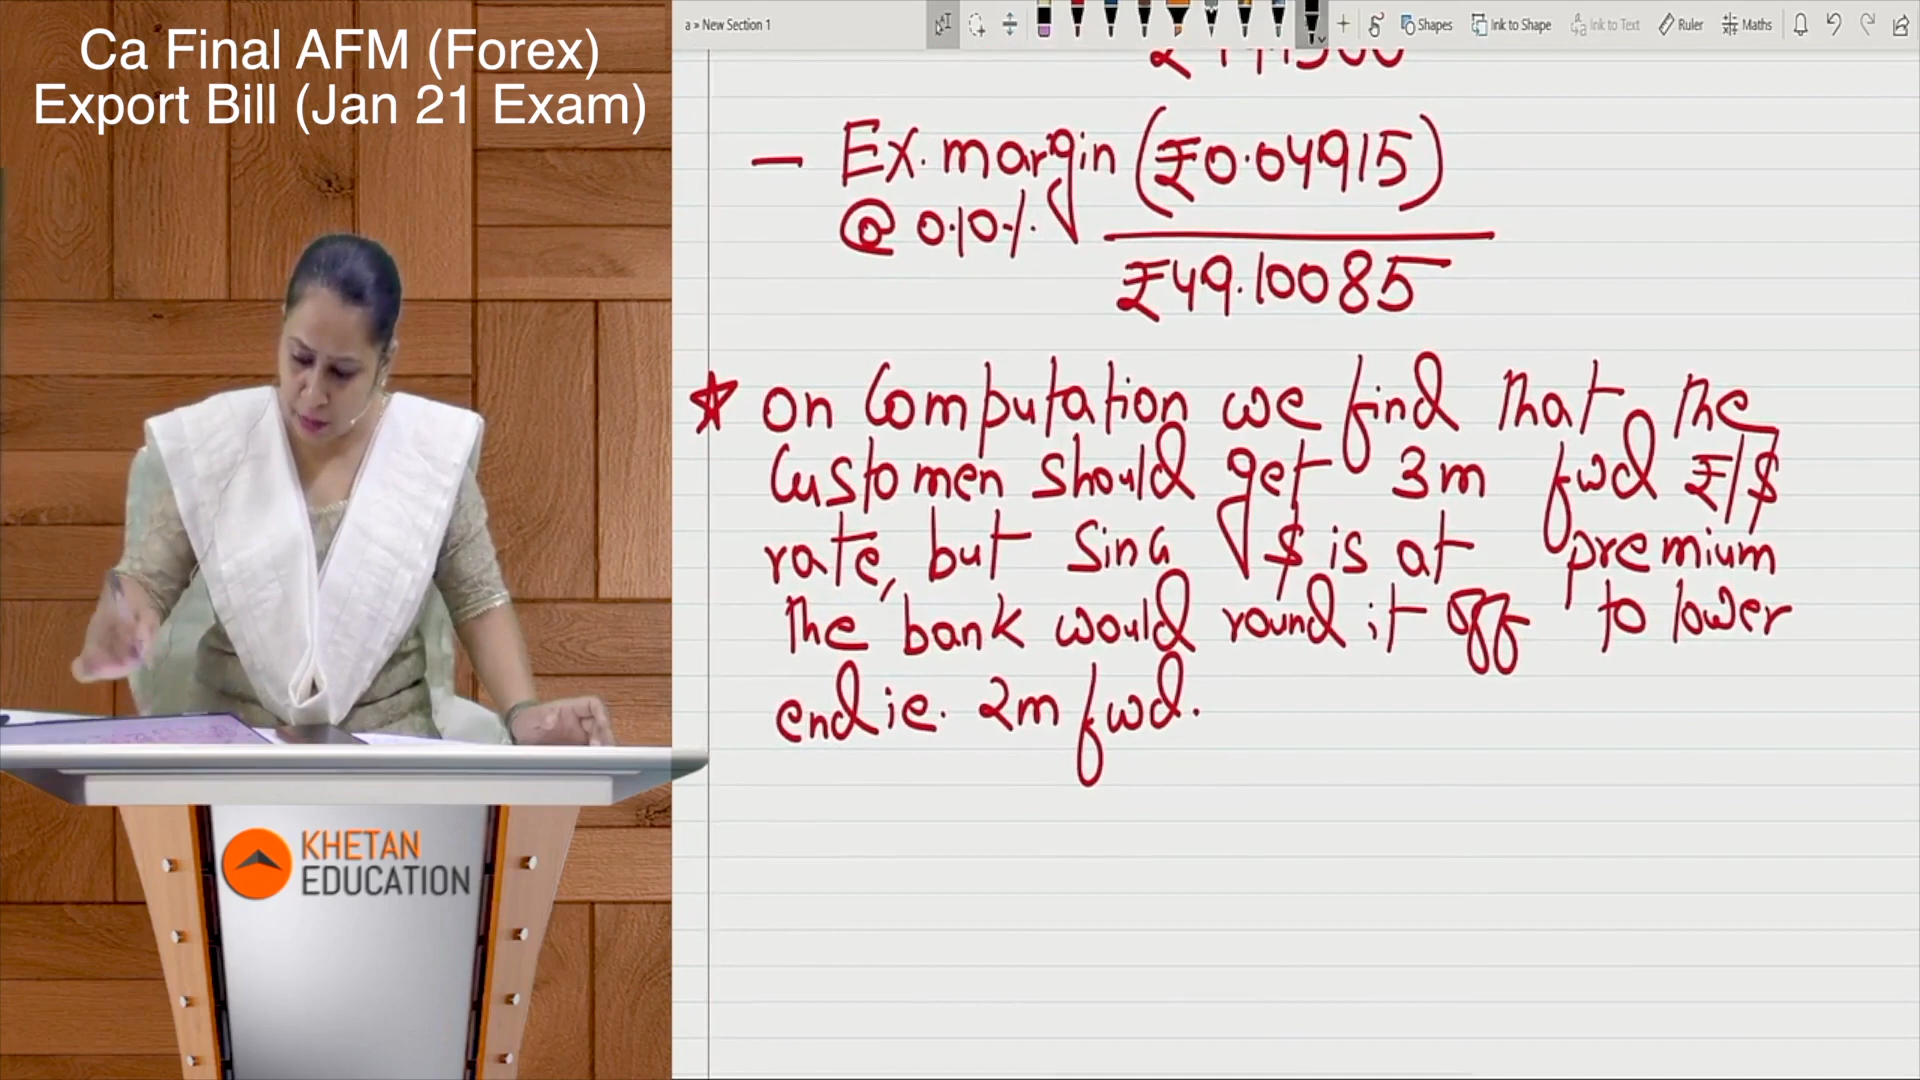 Ca Final AFM (Forex)
Export Bill (Jan 21 Exam)
a » New Section 1
Shapes
Ink to Shape
Ink to Text
Ruler
Maths
- Ex. margin (₹0.04915)
@ 0.10%
₹49.10085
☆ On Computation we find that the
Customer should get 3m fwd ₹/$
rate, but Since $ is at premium
the bank would round it off to lower
end ie. 2m fwd.
KHETAN
EDUCATION